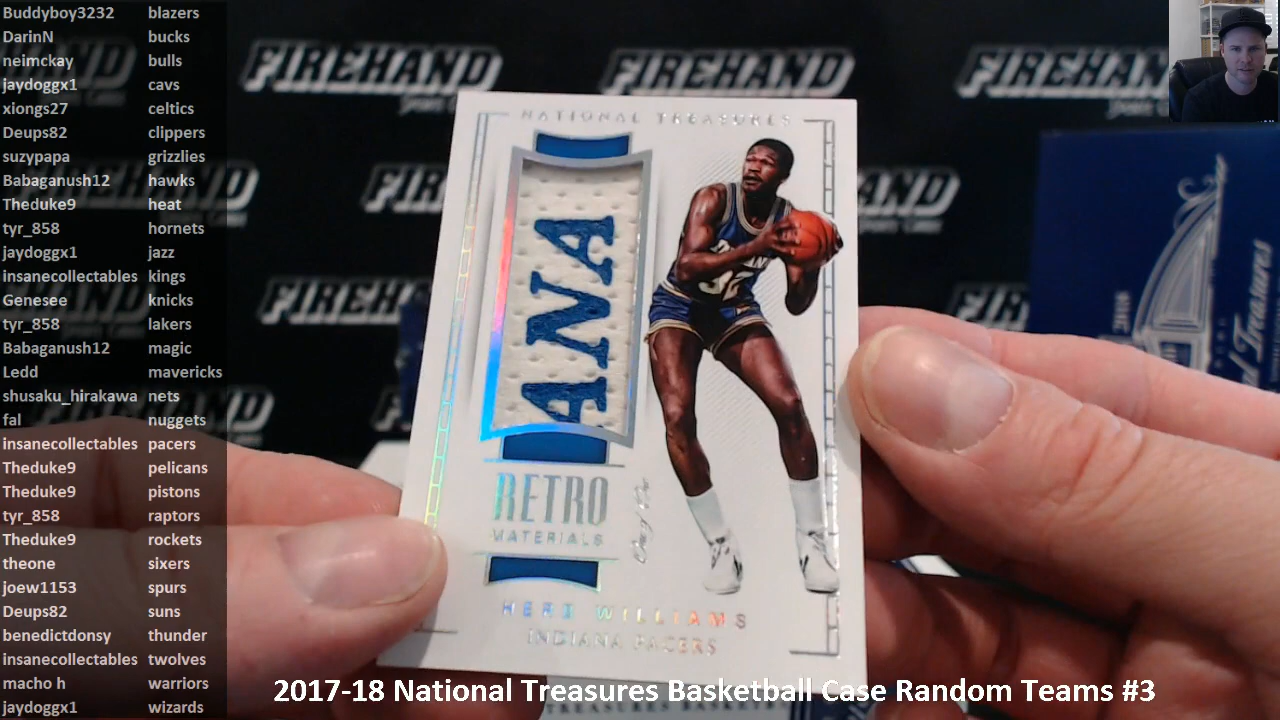 Buddyboy3232 blazers
DarinN bucks
neimckay bulls
jaydoggx1 cavs
xiongs27 celtics
Deups82 clippers
suzypapa grizzlies
Babaganush12 hawks
Theduke9 heat
tyr_858 hornets
jaydoggx1 jazz
insanecollectables kings
Genesee knicks
tyr_858 lakers
Babaganush12 magic
Ledd mavericks
shusaku_hirakawa nets
fal nuggets
insanecollectables pacers
Theduke9 pelicans
Theduke9 pistons
tyr_858 raptors
Theduke9 rockets
theone sixers
joew1153 spurs
Deups82 suns
benedictdonsy thunder
insanecollectables twolves
macho h warriors
jaydoggx1 wizards
FIREHAND FIREHAND FIREHAND
NATIONAL TREASURES
ANA
32
RETRO
MATERIALS
HERB WILLIAMS
INDIANA PACERS
2017-18 National Treasures Basketball Case Random Teams #3